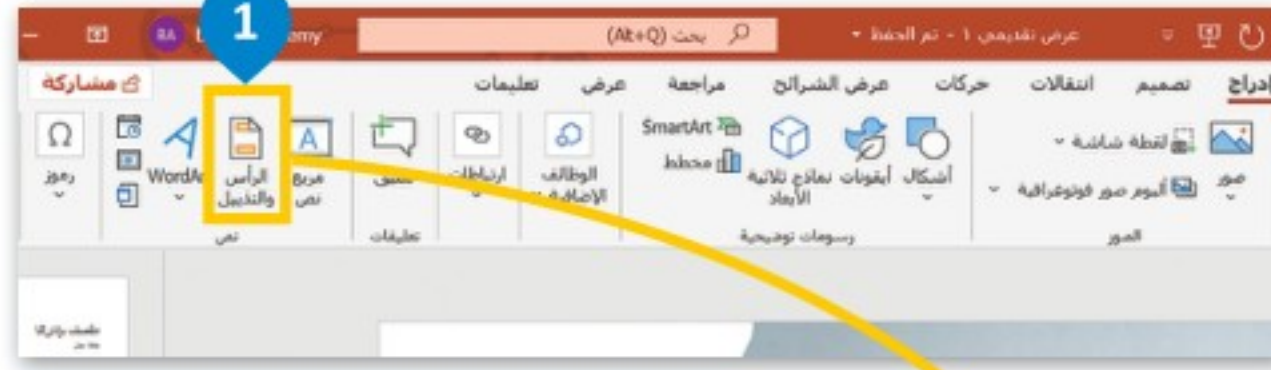 1
عرض تقديمي ١ - تم الحفظ
بحث (Alt+Q)
BA
إدراج
تصميم
انتقالات
حركات
عرض الشرائح
مراجعة
عرض
تعليمات
مشاركة
صور
لقطة شاشة
ألبوم صور فوتوغرافية
أشكال
أيقونات
نماذج ثلاثية الأبعاد
SmartArt
مخطط
الوظائف الإضافية
ارتباطات
مربع نص
الرأس والتذييل
رموز
الصور
رسومات توضيحية
تعليقات
نص